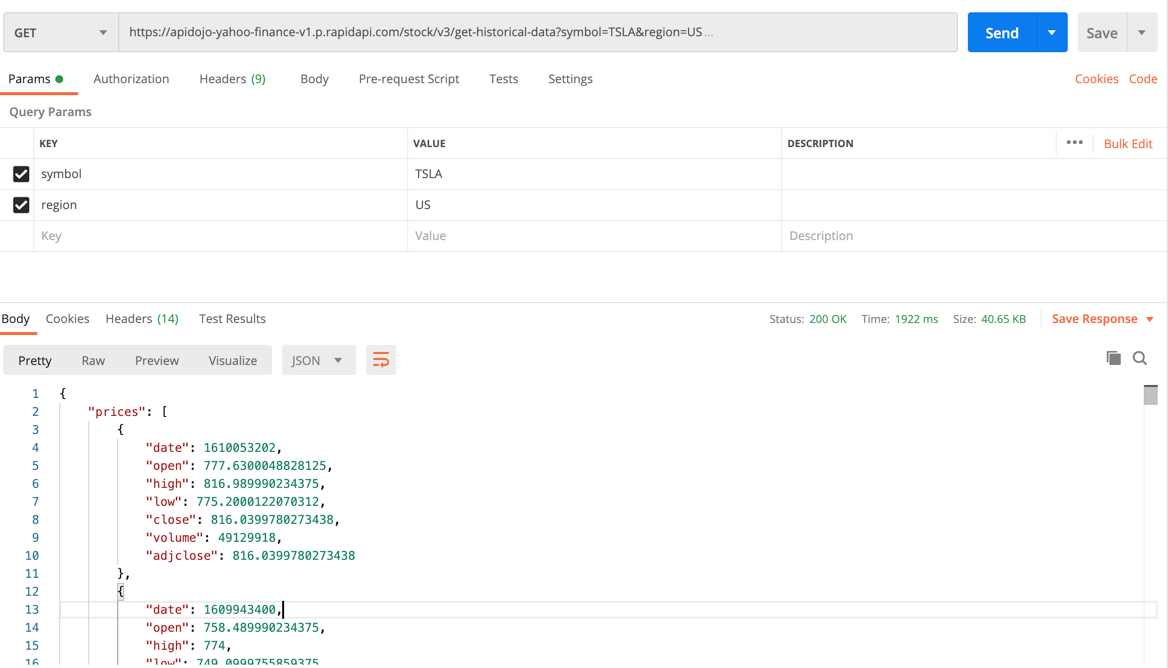 GET https://apidojo-yahoo-finance-v1.p.rapidapi.com/stock/v3/get-historical-data?symbol=TSLA&region=US... Send Save
Params Authorization Headers (9) Body Pre-request Script Tests Settings Cookies Code
Query Params
KEY VALUE DESCRIPTION ••• Bulk Edit
symbol TSLA
region US
Key Value Description
Body Cookies Headers (14) Test Results Status: 200 OK Time: 1922 ms Size: 40.65 KB Save Response
Pretty Raw Preview Visualize JSON
1 {
2 "prices": [
3 {
4 "date": 1610053202,
5 "open": 777.6300048828125,
6 "high": 816.989990234375,
7 "low": 775.2000122070312,
8 "close": 816.0399780273438,
9 "volume": 49129918,
10 "adjclose": 816.0399780273438
11 },
12 {
13 "date": 1609943400,
14 "open": 758.489990234375,
15 "high": 774,
16 "low": 749.0999755859375